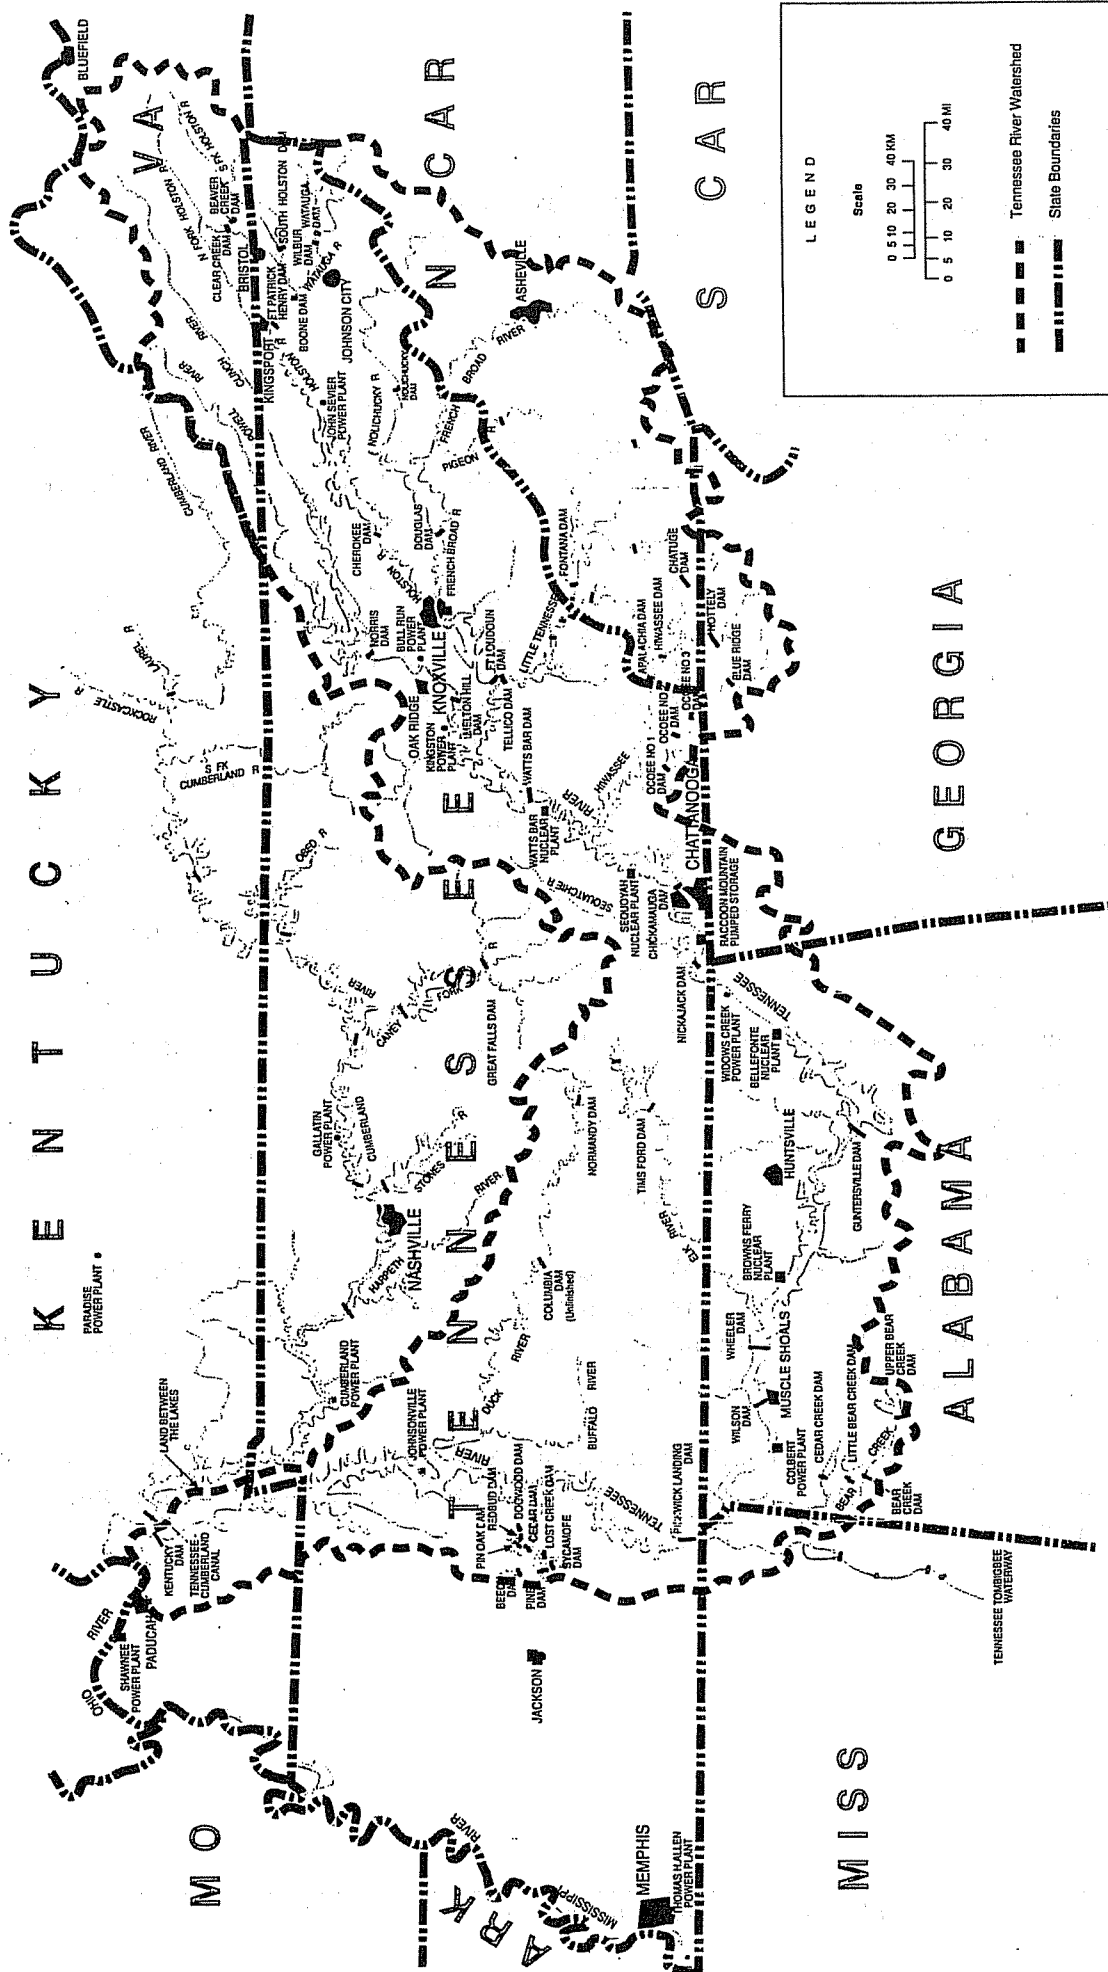 K E N T U C K Y
PARADISE
POWER PLANT
BLUEFIELD
V A
N FORK HOLSTON R
S FK HOLSTON R
CLEAR CREEK
DAM
BEAVER
CREEK
DAM
BRISTOL
SOUTH HOLSTON DAM
WATAUGA
DAM
WILBUR
DAM
WATAUGA R
FT PATRICK
HENRY DAM
BOONE DAM
KINGSPORT
JOHNSON CITY
HOLSTON
R
JOHN SEVIER
POWER PLANT
CLINCH
RIVER
POWELL
RIVER
CUMBERLAND RIVER
LAUREL R
ROCKCASTLE
R
S FK
CUMBERLAND R
OBED R
NOLICHUCKY R
NOLICHUCKY
DAM
FRENCH
BROAD
RIVER
PIGEON
R
ASHEVILLE
N CAR
S CAR
CHEROKEE
DAM
DOUGLAS
DAM
FRENCH BROAD R
HOLSTON
R
NORRIS
DAM
BULL RUN
POWER
PLANT
KNOXVILLE
OAK RIDGE
KINGSTON
POWER
PLANT
MELTON HILL
DAM
FT LOUDOUN
DAM
TELLICO DAM
LITTLE TENNESSEE
FONTANA DAM
WATTS BAR DAM
WATTS BAR
NUCLEAR
PLANT
HIWASSEE
RIVER
APALACHIA DAM
HIWASSEE DAM
CHATUGE
DAM
NOTTELY
DAM
BLUE RIDGE
DAM
OCOEE NO 3
DAM
OCOEE NO 2
DAM
OCOEE NO 1
DAM
CHATTANOOGA
SEQUATCHIE R
SEQUOYAH
NUCLEAR PLANT
CHICKAMAUGA
DAM
RACCOON MOUNTAIN
PUMPED STORAGE
NICKAJACK DAM
T E N N E S S E E
CANEY
FORK
R
RIVER
GREAT FALLS DAM
GALLATIN
POWER PLANT
CUMBERLAND
STONES
R
NASHVILLE
HARPETH
RIVER
CUMBERLAND
POWER PLANT
LAND BETWEEN
THE LAKES
JOHNSONVILLE
POWER PLANT
DUCK
RIVER
COLUMBIA
DAM
(Unfinished)
NORMANDY DAM
TIMS FORD DAM
ELK
RIVER
BUFFALO RIVER
RIVER
TENNESSEE
PIN OAK DAM
REDBUD DAM
DOGWOOD DAM
CEDAR DAM
LOST CREEK DAM
SYCAMORE
DAM
BEECH
DAM
PINE
DAM
PICKWICK LANDING
DAM
KENTUCKY
DAM
TENNESSEE-
CUMBERLAND
CANAL
PADUCAH
SHAWNEE
POWER PLANT
OHIO
RIVER
JACKSON
M O
A R K
MISSISSIPPI
RIVER
MEMPHIS
THOMAS H ALLEN
POWER PLANT
M I S S
TENNESSEE TOMBIGBEE
WATERWAY
A L A B A M A
TENNESSEE
WIDOWS CREEK
POWER PLANT
BELLEFONTE
NUCLEAR
PLANT
HUNTSVILLE
GUNTERSVILLE DAM
BROWNS FERRY
NUCLEAR
PLANT
WHEELER
DAM
MUSCLE SHOALS
WILSON
DAM
COLBERT
POWER PLANT
CEDAR CREEK DAM
LITTLE BEAR CREEK DAM
UPPER BEAR
CREEK
DAM
BEAR
CREEK
BEAR
CREEK
DAM
G E O R G I A
LEGEND
Scale
0 5 10 20 30 40 KM
0 5 10 20 30 40 MI
Tennessee River Watershed
State Boundaries